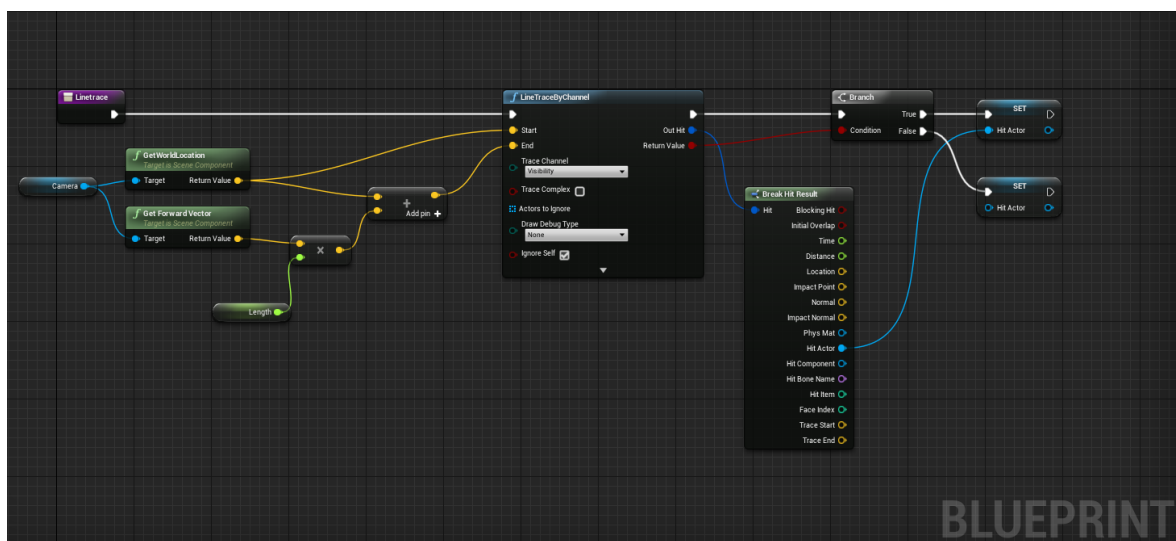 Linetrace
GetWorldLocation
Target is Scene Component
Target
Return Value
Camera
Get Forward Vector
Target is Scene Component
Target
Return Value
+
Add pin +
x
Length
LineTraceByChannel
Start
Out Hit
End
Return Value
Trace Channel
Visibility
Trace Complex
Actors to Ignore
Draw Debug Type
None
Ignore Self
Branch
True
Condition
False
SET
Hit Actor
SET
Hit Actor
Break Hit Result
Hit
Blocking Hit
Initial Overlap
Time
Distance
Location
Impact Point
Normal
Impact Normal
Phys Mat
Hit Actor
Hit Component
Hit Bone Name
Hit Item
Face Index
Trace Start
Trace End
BLUEPRINT